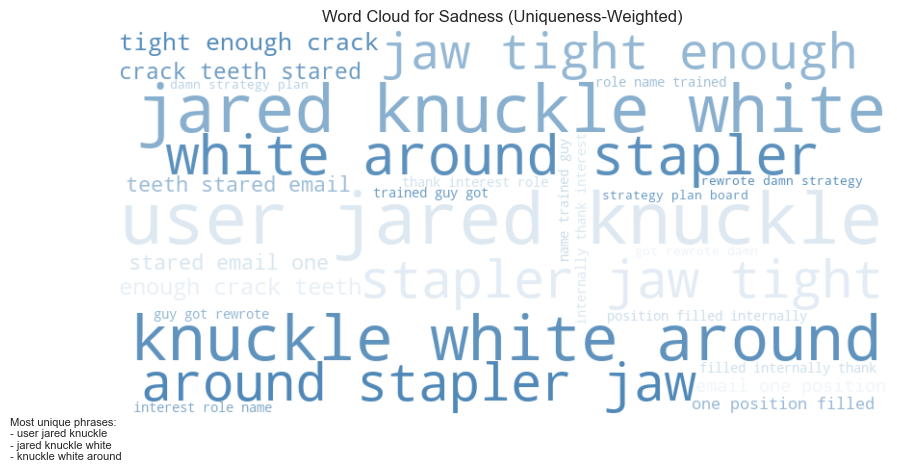 Word Cloud for Sadness (Uniqueness-Weighted)
tight enough crack
jaw tight enough
crack teeth stared
damn strategy plan
role name trained
jared knuckle white
white around stapler
teeth stared email
thank interest role
rewrote damn strategy
trained guy got
strategy plan board
name trained guy
internally thank interest
user jared knuckle
got rewrote damn
stared email one
enough crack teeth
stapler jaw tight
guy got rewrote
position filled internally
knuckle white around
around stapler jaw
filled internally thank
email one position
interest role name
one position filled
Most unique phrases:
- user jared knuckle
- jared knuckle white
- knuckle white around